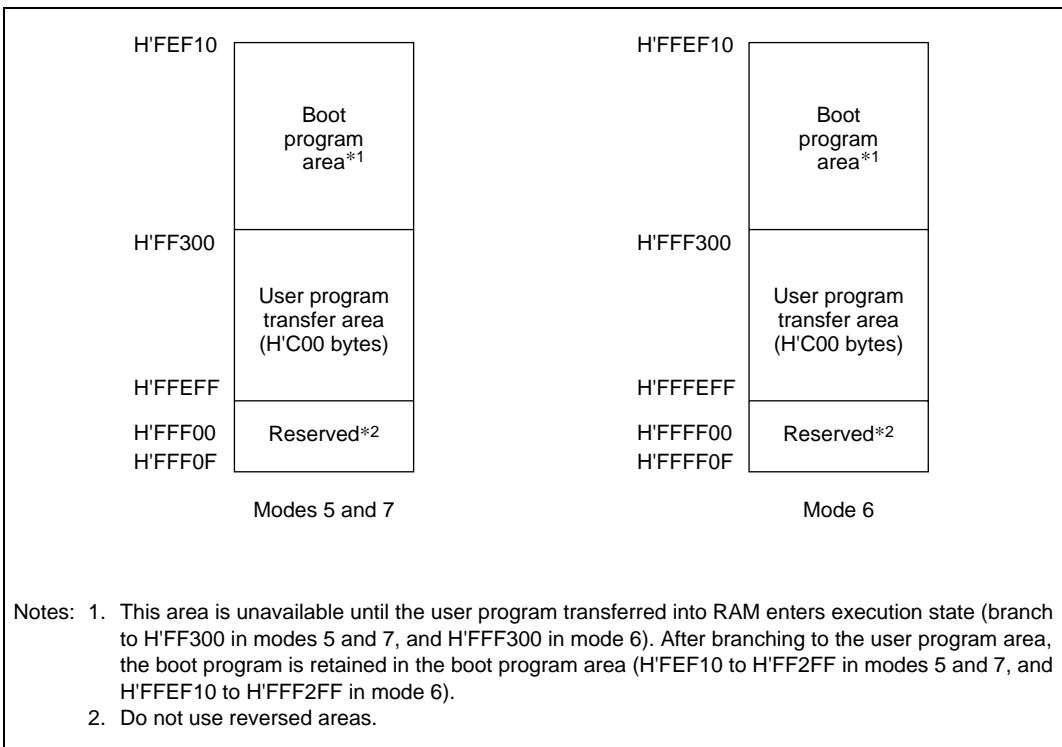 H'FEF10
Boot
program
area*1
H'FF300
User program
transfer area
(H'C00 bytes)
H'FFEFF
H'FFF00
Reserved*2
H'FFF0F
Modes 5 and 7
H'FFEF10
Boot
program
area*1
H'FFF300
User program
transfer area
(H'C00 bytes)
H'FFFEFF
H'FFFF00
Reserved*2
H'FFFF0F
Mode 6
Notes: 1. This area is unavailable until the user program transferred into RAM enters execution state (branch
to H'FF300 in modes 5 and 7, and H'FFF300 in mode 6). After branching to the user program area,
the boot program is retained in the boot program area (H'FEF10 to H'FF2FF in modes 5 and 7, and
H'FFEF10 to H'FFF2FF in mode 6).
2. Do not use reversed areas.